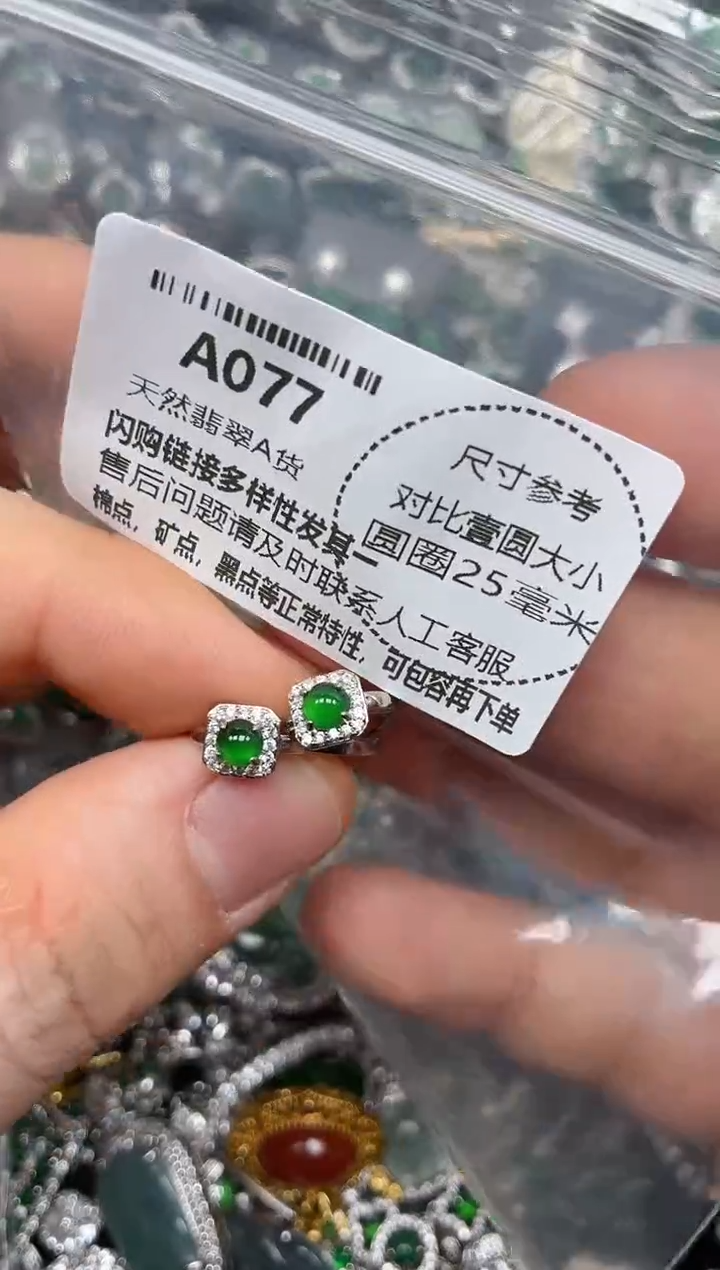 A077
天然翡翠A货
闪购链接多样性发其一
售后问题请及时联系人工客服
棉点，矿点，黑点等正常特性，可包容再下单
尺寸参考
对比壹圆大小
圆圈25毫米